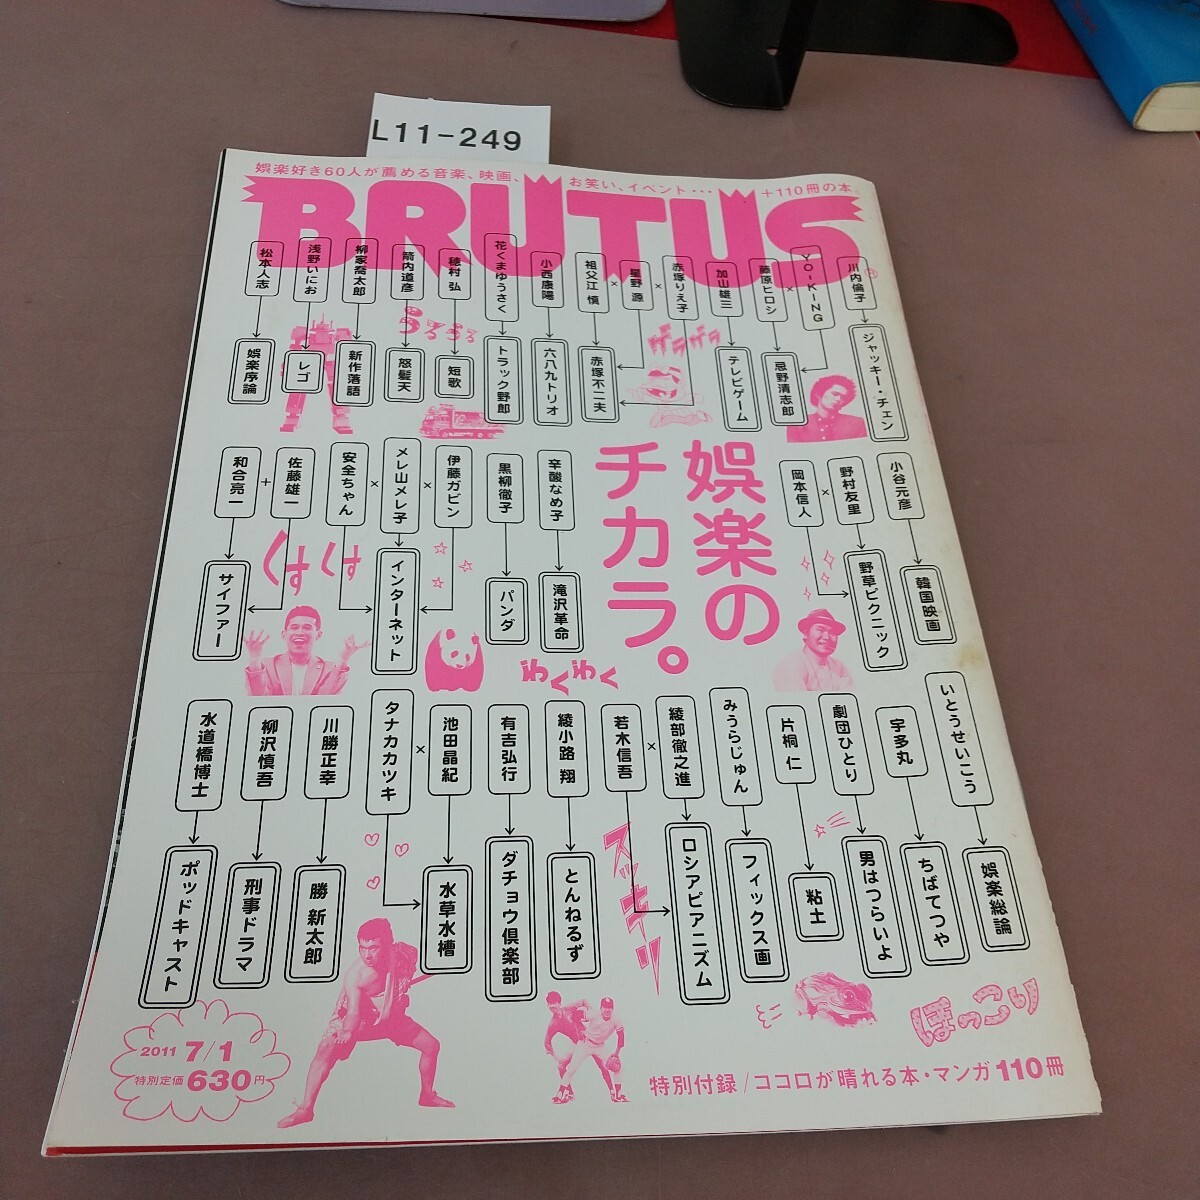 L11-249
娯楽好き60人が薦める音楽、映画、お笑い、イベント・・・+110冊の本。
BRUTUS
川内倫子
ジャッキー・チェン
YO-KING
×
藤原ヒロシ
忌野清志郎
加山雄三
テレビゲーム
赤塚りえ子
×
星野 源
×
祖父江 慎
赤塚不二夫
小西康陽
六八九トリオ
花くまゆうさく
トラック野郎
穂村 弘
短歌
箭内道彦
怒髪天
柳家喬太郎
新作落語
浅野いにお
レゴ
松本人志
娯楽序論
うるうる
ゲラゲラ
娯楽の
チカラ。
小谷元彦
韓国映画
野村友里
×
岡本信人
野草ピクニック
辛酸なめ子
滝沢革命
黒柳徹子
パンダ
伊藤ガビン
×
メレ山メレ子
×
安全ちゃん
インターネット
佐藤雄一
+
和合亮一
サイファー
くすくす
いとうせいこう
娯楽総論
宇多丸
ちばてつや
劇団ひとり
男はつらいよ
片桐 仁
粘土
みうらじゅん
フィックス画
綾部徹之進
×
若木信吾
ロシアピアニズム
綾小路 翔
とんねるず
有吉弘行
ダチョウ倶楽部
池田晶紀
×
タナカカツキ
水草水槽
川勝正幸
勝 新太郎
柳沢慎吾
刑事ドラマ
水道橋博士
ポッドキャスト
スッキーッ
ほっこり
2011 7/1
特別定価630円
特別付録/ココロが晴れる本・マンガ110冊